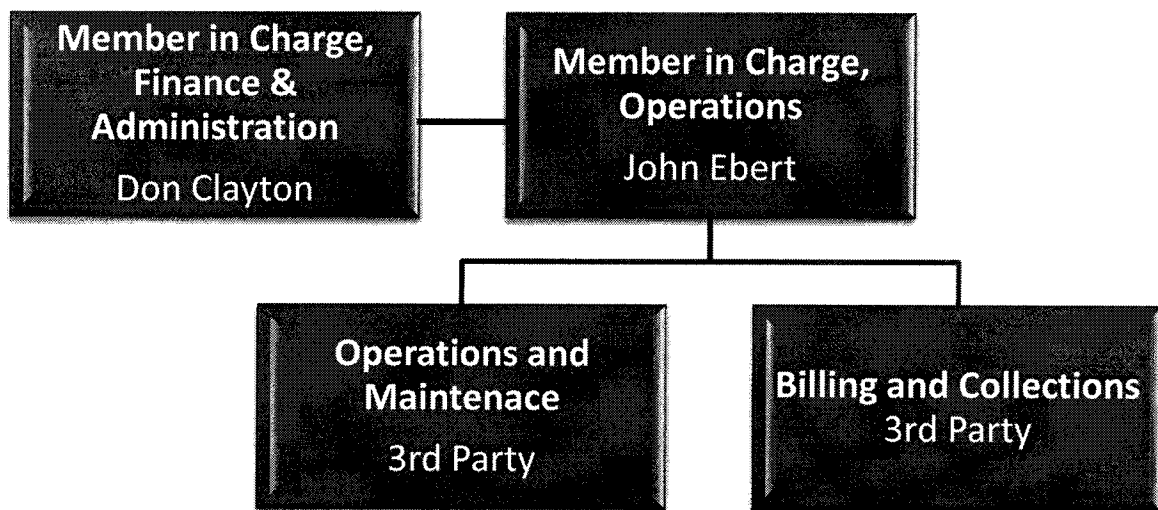 Member in Charge,
Finance &
Administration
Don Clayton
Member in Charge,
Operations
John Ebert
Operations and
Maintenace
3rd Party
Billing and Collections
3rd Party